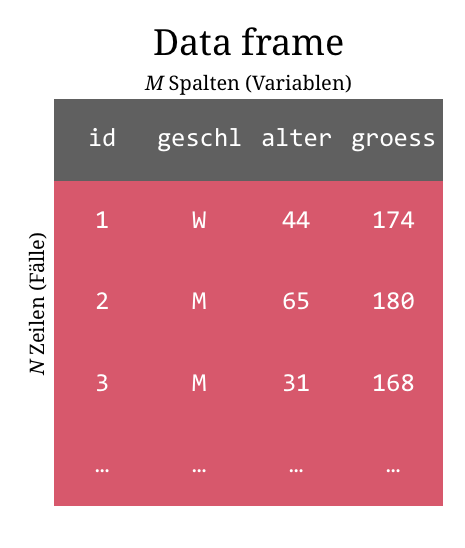 Data frame
M Spalten (Variablen)
N Zeilen (Fälle)
id geschl alter groess
1 W 44 174
2 M 65 180
3 M 31 168
… … … …